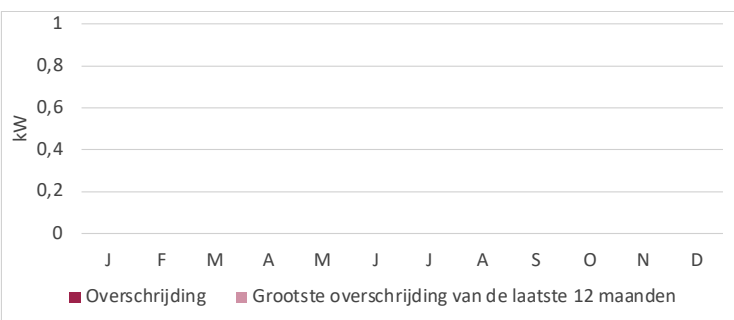 1
0,8
0,6
0,4
0,2
0
kW
J F M A M J J A S O N D
Overschrijding Grootste overschrijding van de laatste 12 maanden